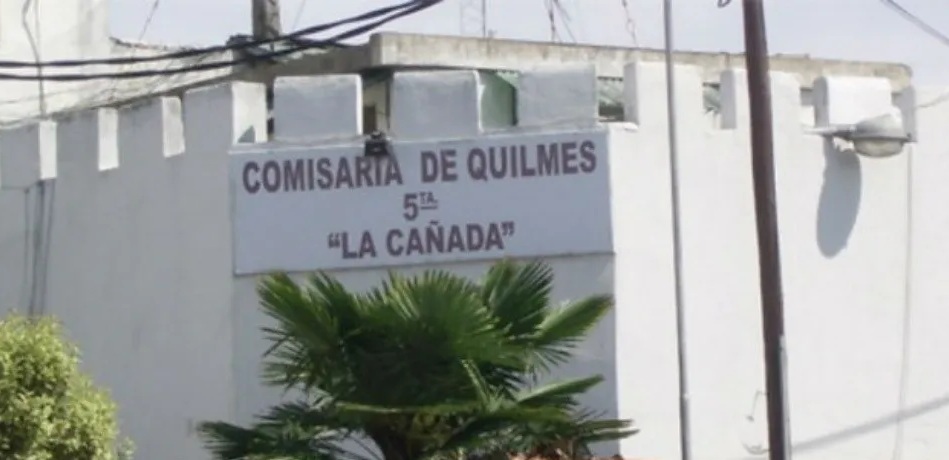 COMISARIA DE QUILMES
5TA.
"LA CAÑADA"